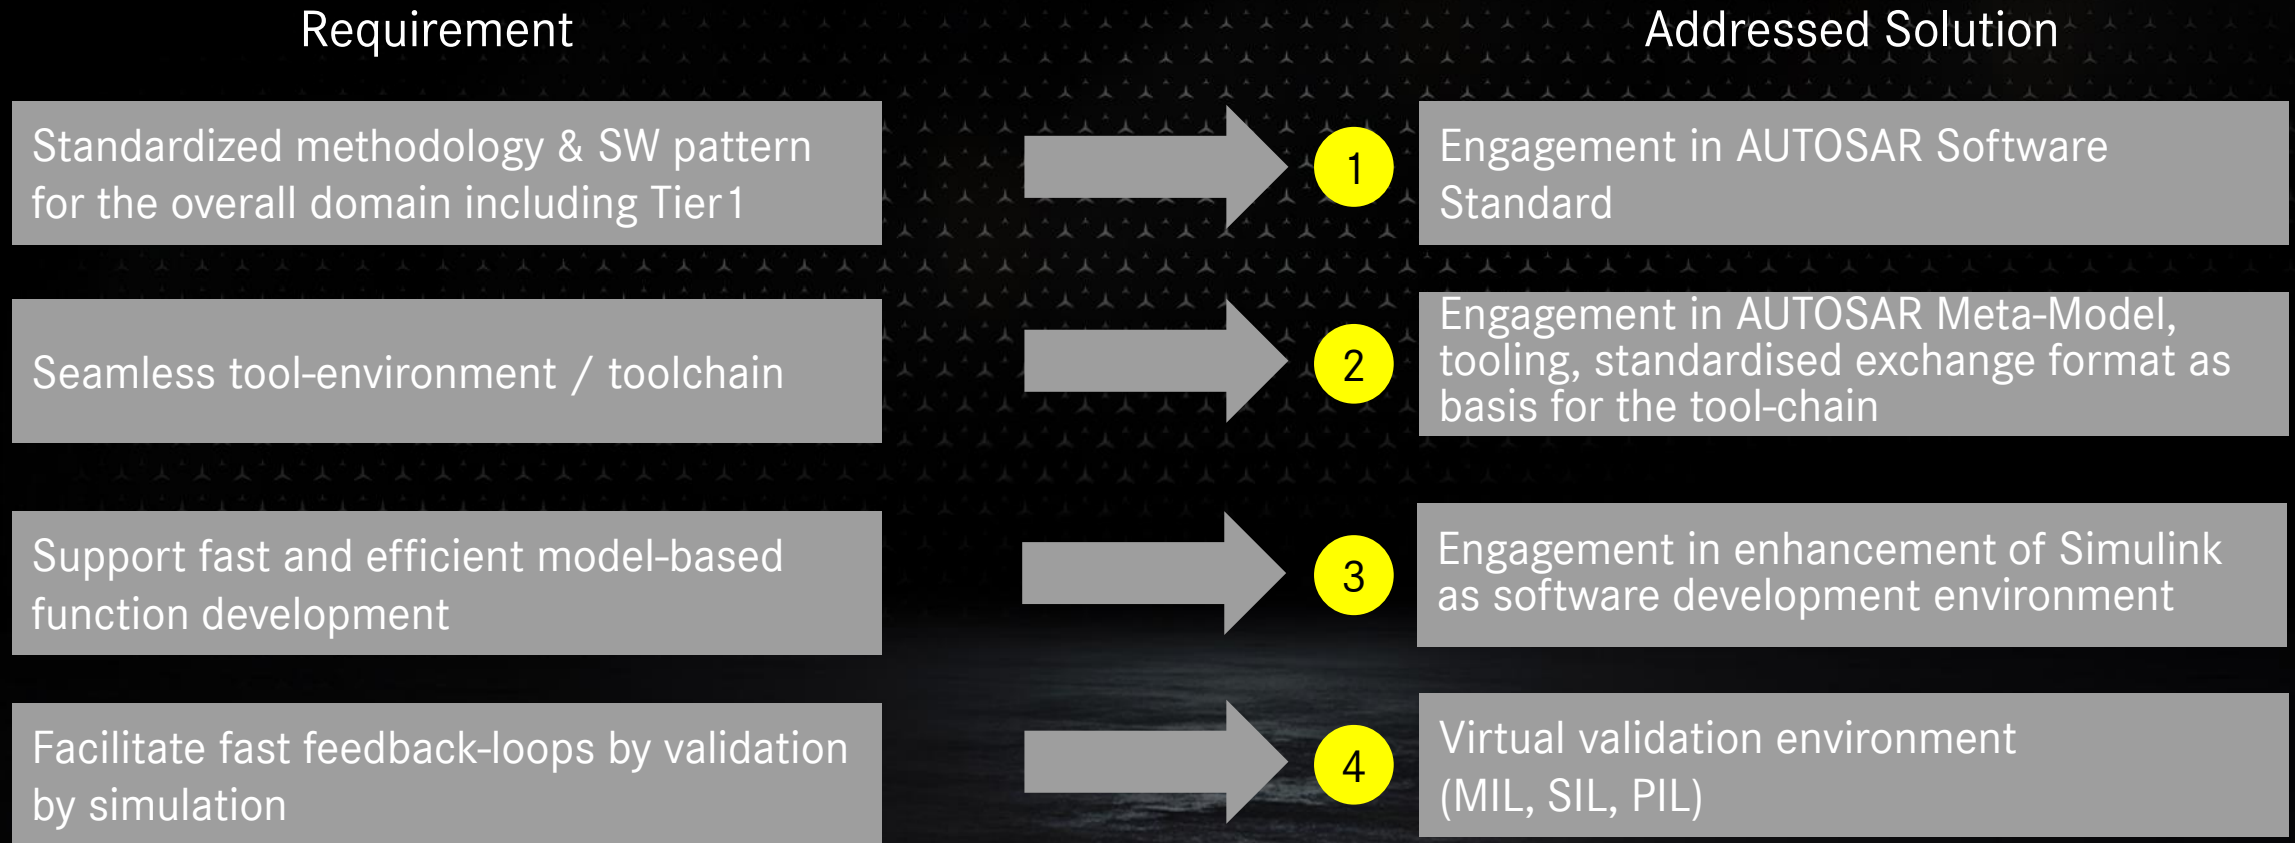 Requirement
Addressed Solution
Standardized methodology & SW pattern
for the overall domain including Tier1
1
Engagement in AUTOSAR Software
Standard
Seamless tool-environment / toolchain
2
Engagement in AUTOSAR Meta-Model,
tooling, standardised exchange format as
basis for the tool-chain
Support fast and efficient model-based
function development
3
Engagement in enhancement of Simulink
as software development environment
Facilitate fast feedback-loops by validation
by simulation
4
Virtual validation environment
(MIL, SIL, PIL)